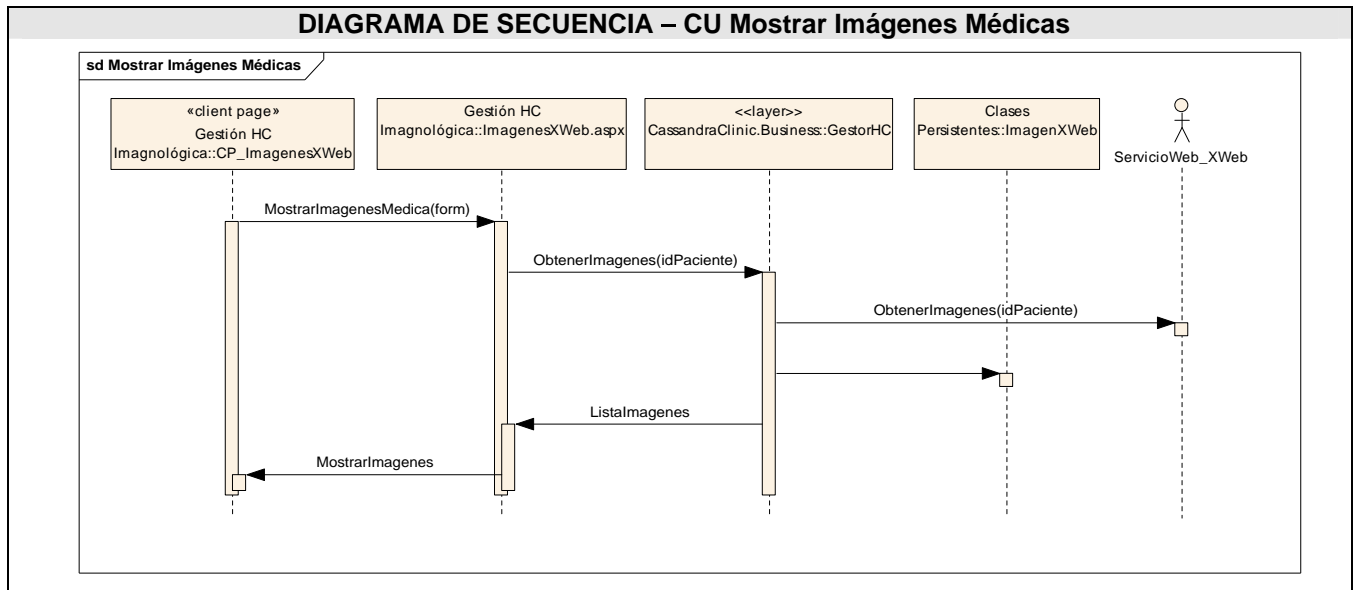 DIAGRAMA DE SECUENCIA – CU Mostrar Imágenes Médicas
sd Mostrar Imágenes Médicas
«client page»
Gestión HC
Imagnológica::CP_ImagenesXWeb
Gestión HC
Imagnológica::ImagenesXWeb.aspx
<<layer>>
CassandraClinic.Business::GestorHC
Clases
Persistentes::ImagenXWeb
ServicioWeb_XWeb
MostrarImagenesMedica(form)
ObtenerImagenes(idPaciente)
ObtenerImagenes(idPaciente)
ListaImagenes
MostrarImagenes